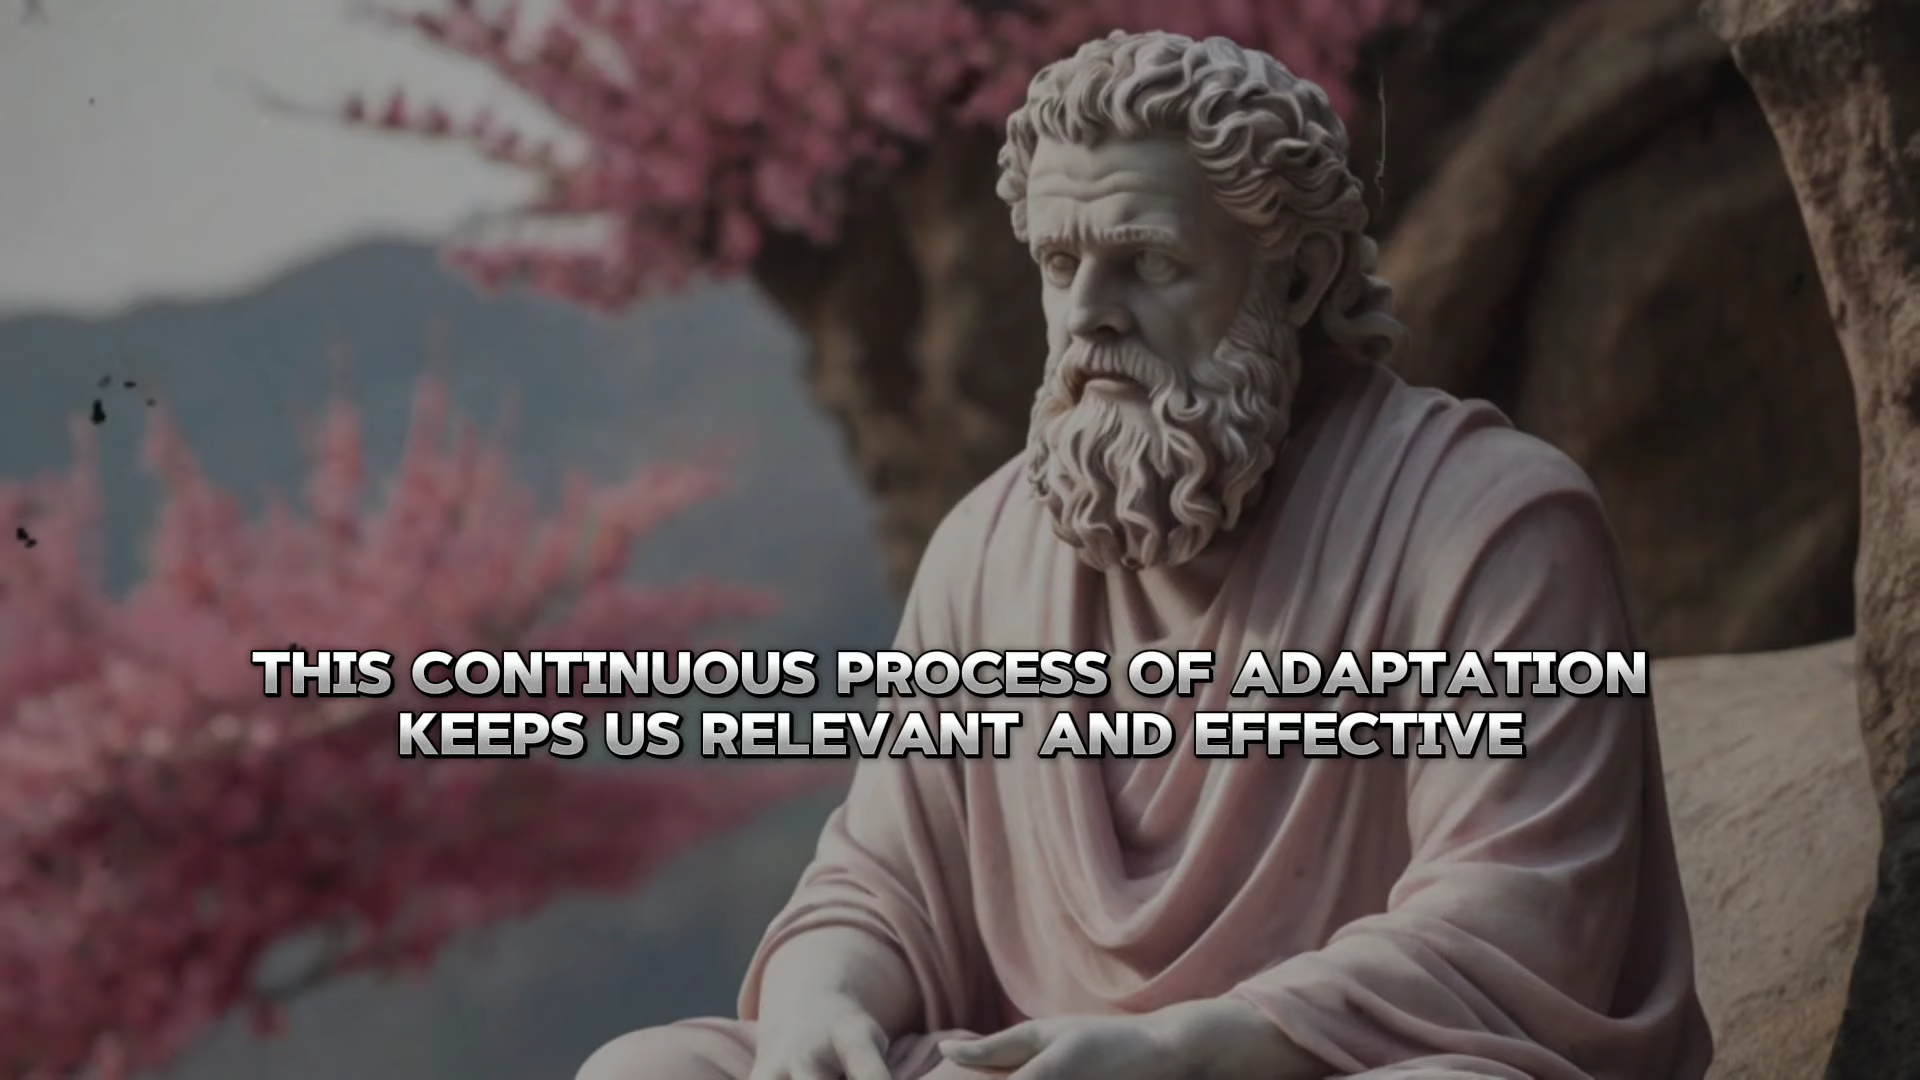 THIS CONTINUOUS PROCESS OF ADAPTATION
KEEPS US RELEVANT AND EFFECTIVE